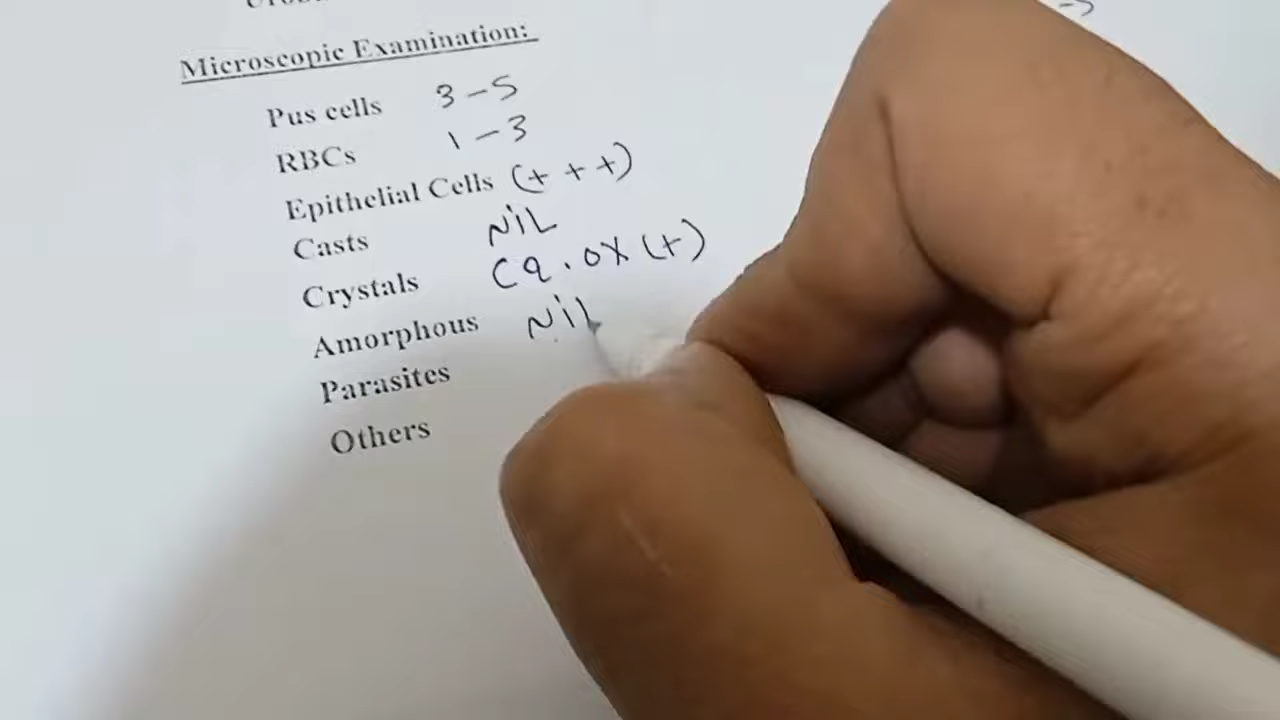 Microscopic Examination:
Pus cells 3-5
RBCs 1-3
Epithelial Cells (+ + +)
Casts NiL
Crystals Ca.OX (+)
Amorphous NiL
Parasites
Others